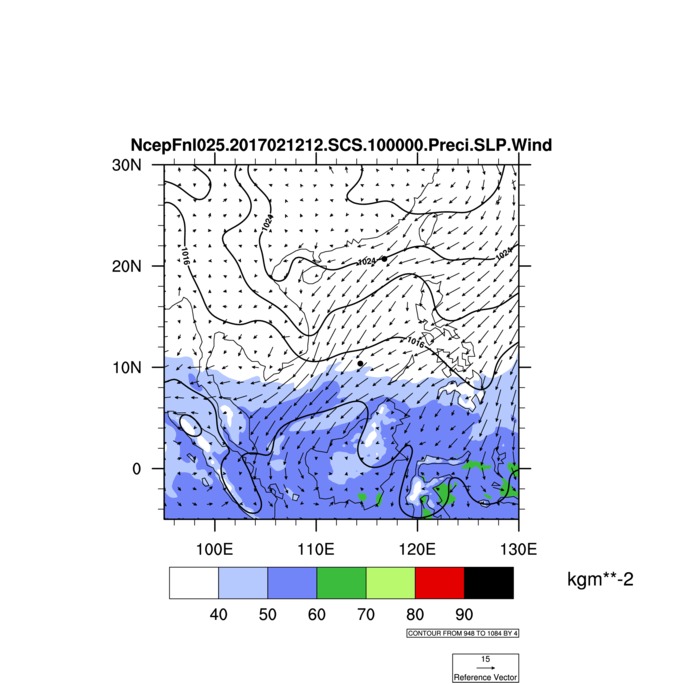 NcepFnl025.2017021212.SCS.100000.Preci.SLP.Wind
30N
1024
1016
20N
1024
1024
1016
10N
0
100E 110E 120E 130E
kgm**-2
40 50 60 70 80 90
CONTOUR FROM 948 TO 1084 BY 4
15
Reference Vector